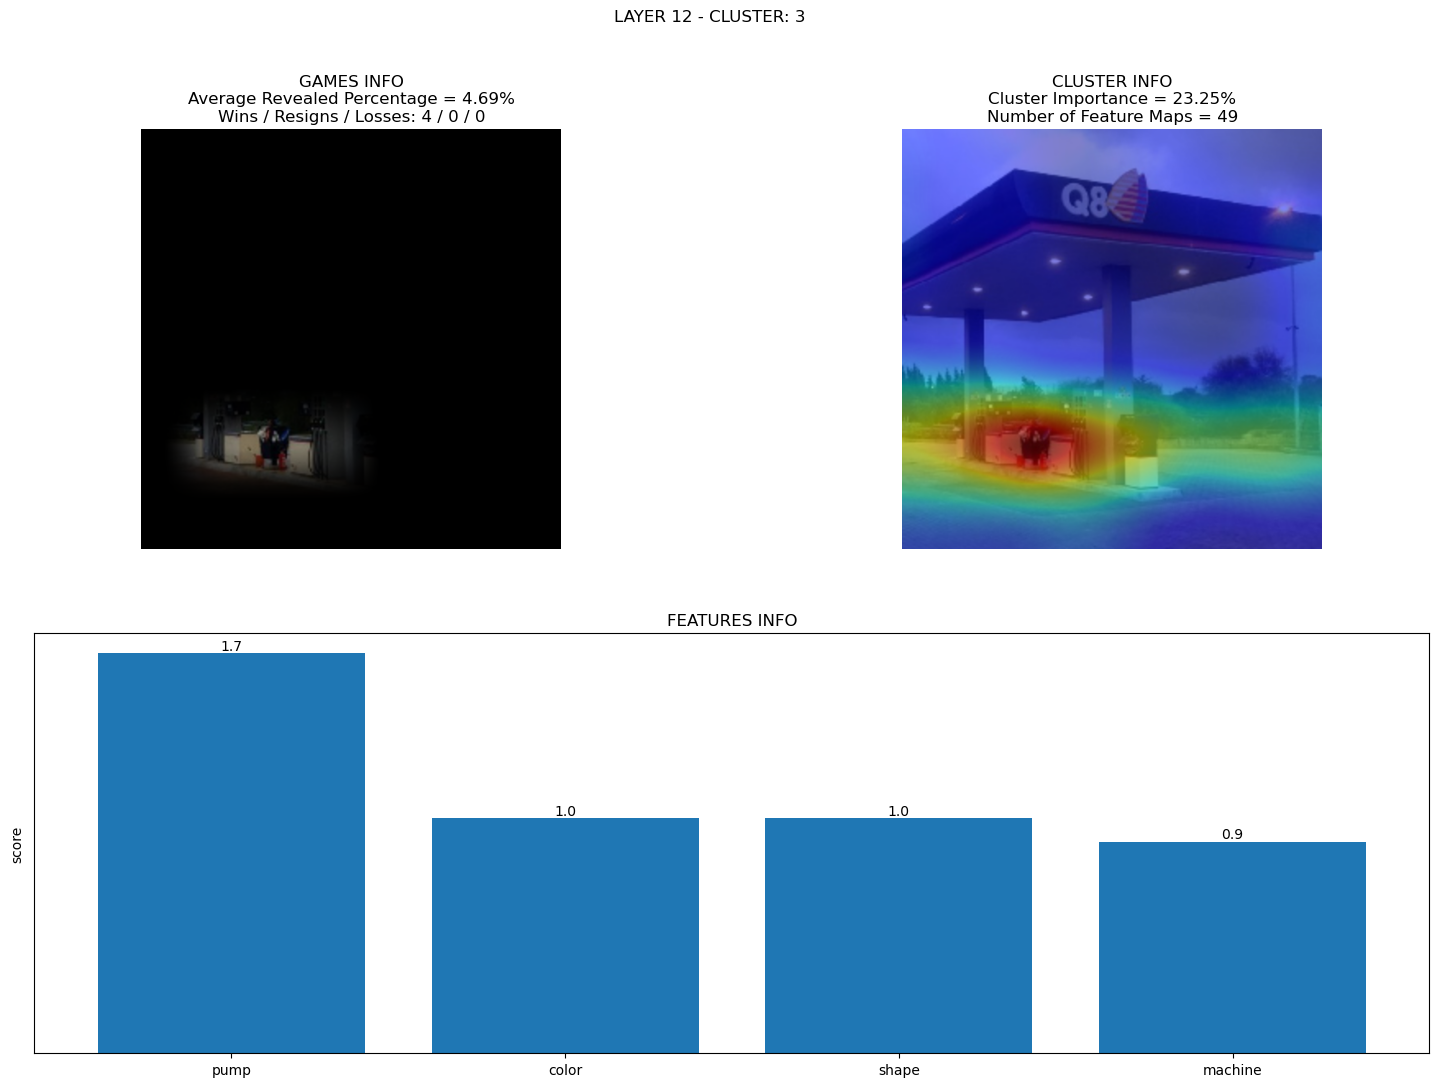 LAYER 12 - CLUSTER: 3
GAMES INFO
Average Revealed Percentage = 4.69%
Wins / Resigns / Losses: 4 / 0 / 0
CLUSTER INFO
Cluster Importance = 23.25%
Number of Feature Maps = 49
Q8
FEATURES INFO
score
1.7
1.0
1.0
0.9
pump
color
shape
machine